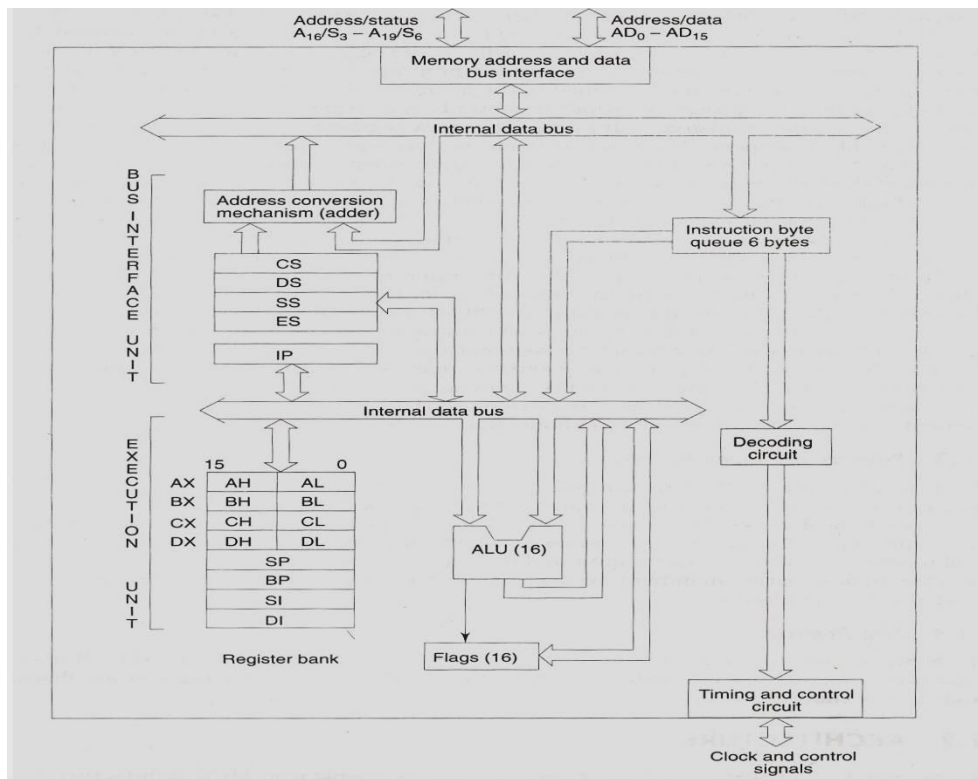 Address/status
A16/S3 – A19/S6
Address/data
AD0 – AD15
Memory address and data
bus interface
Internal data bus
BUS INTERFACE UNIT
Address conversion
mechanism (adder)
Instruction byte
queue 6 bytes
CS
DS
SS
ES
IP
Internal data bus
EXECUTION UNIT
15 0
AX AH AL
BX BH BL
CX CH CL
DX DH DL
SP
BP
SI
DI
Register bank
ALU (16)
Flags (16)
Decoding
circuit
Timing and control
circuit
Clock and control
signals